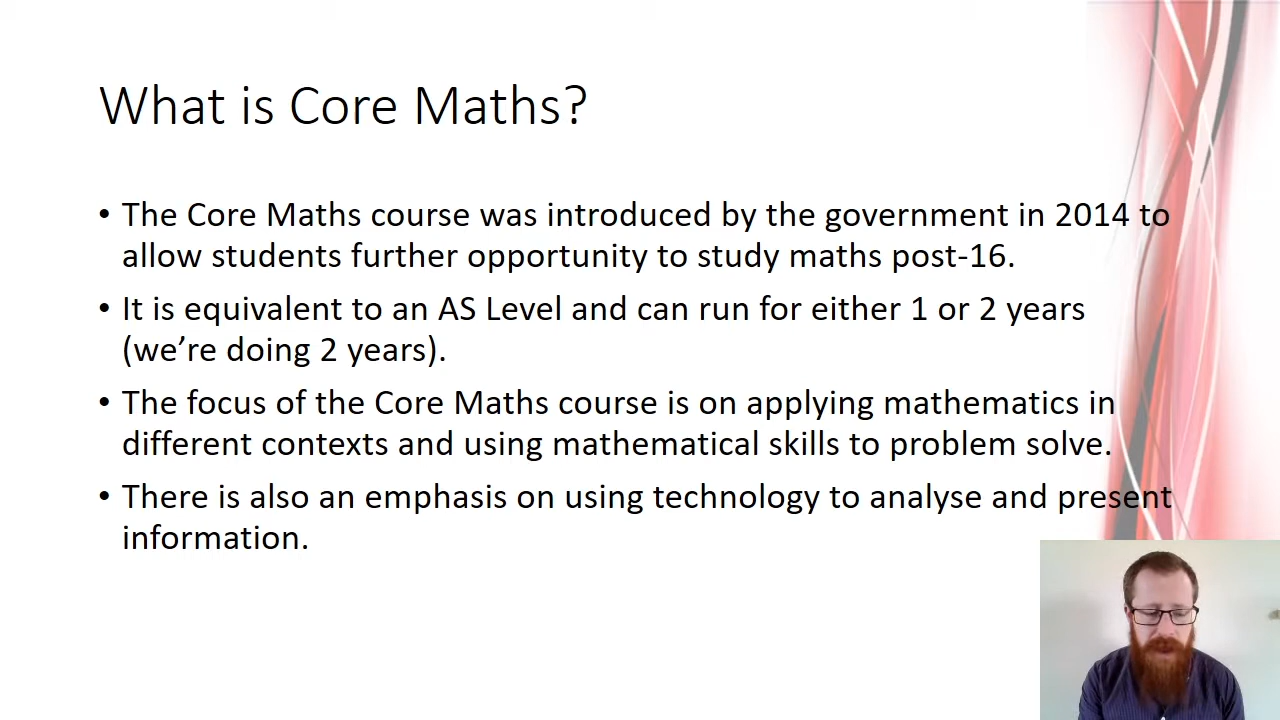 What is Core Maths?
• The Core Maths course was introduced by the government in 2014 to
allow students further opportunity to study maths post-16.
• It is equivalent to an AS Level and can run for either 1 or 2 years
(we’re doing 2 years).
• The focus of the Core Maths course is on applying mathematics in
different contexts and using mathematical skills to problem solve.
• There is also an emphasis on using technology to analyse and present
information.